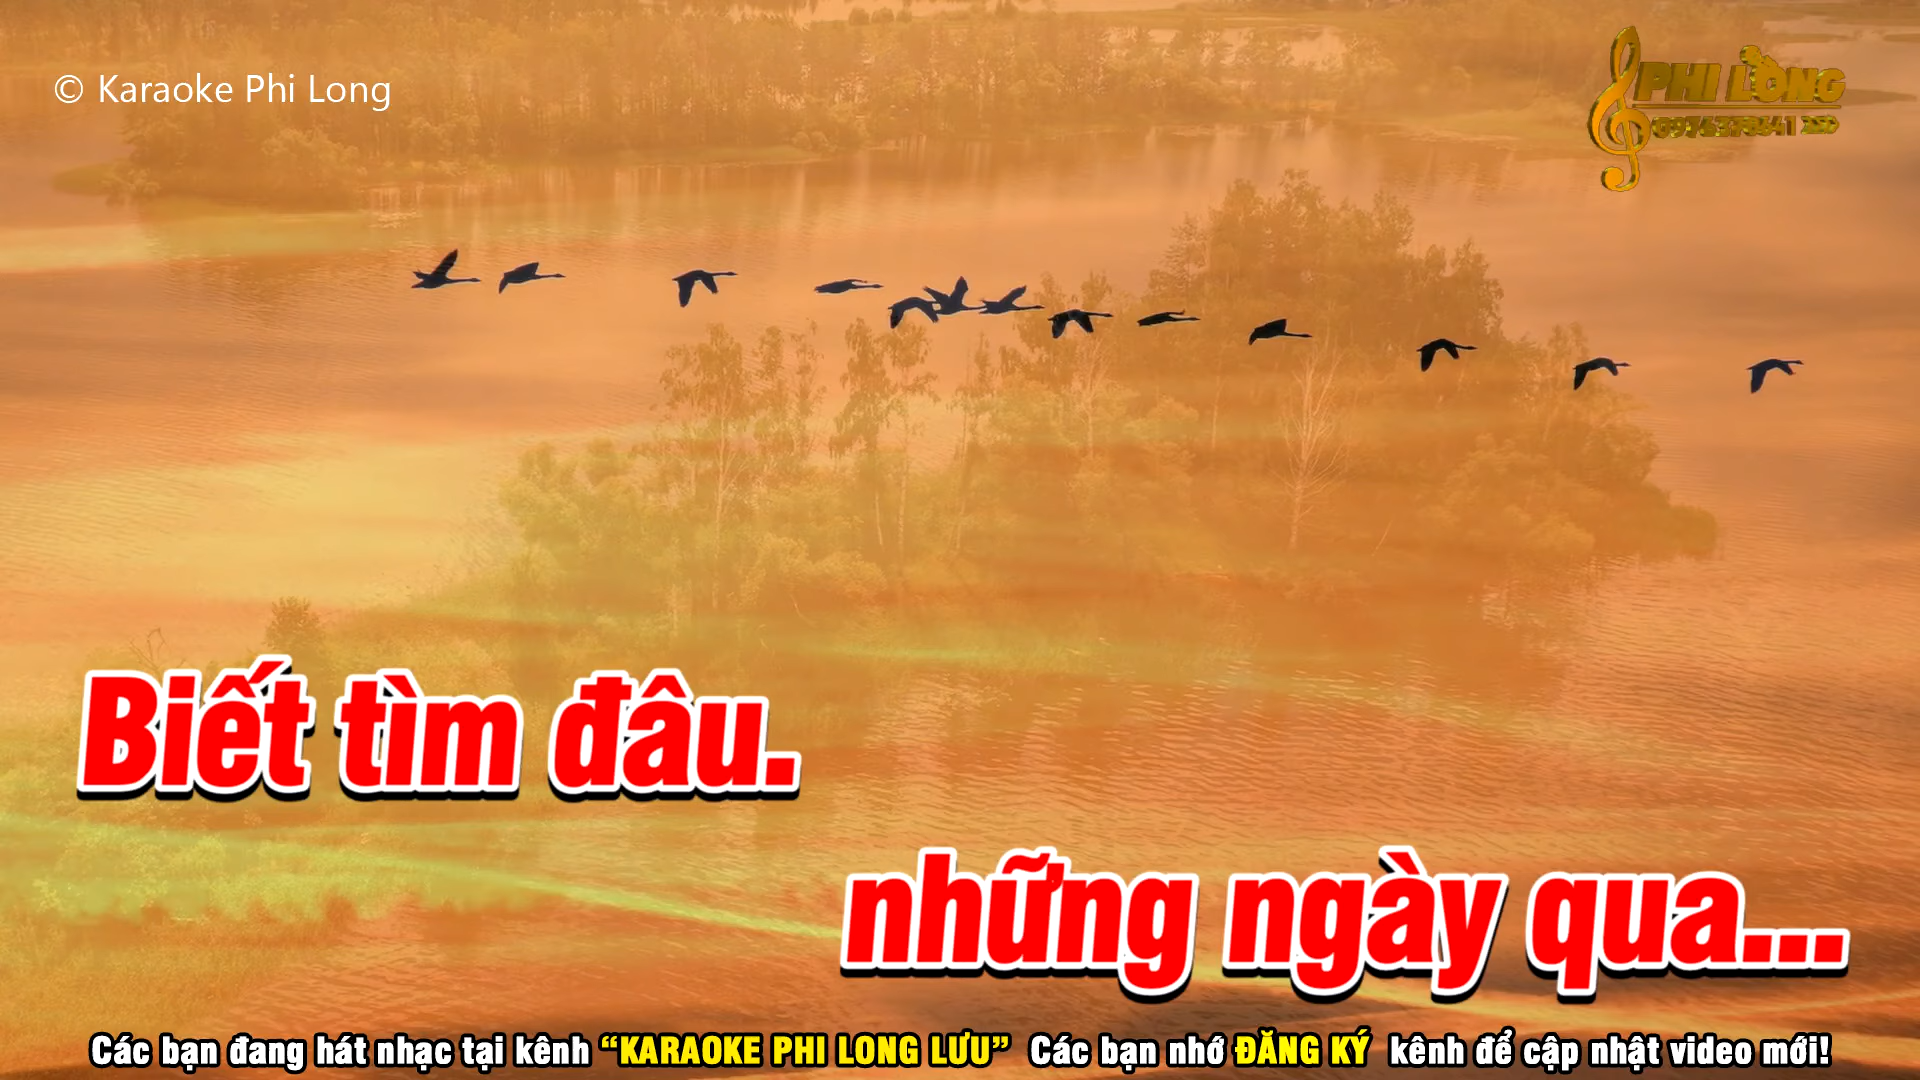 © Karaoke Phi Long
PHI LONG
Biết tìm đâu.
những ngày qua...
Các bạn đang hát nhạc tại kênh “KARAOKE PHI LONG LƯU” Các bạn nhớ ĐĂNG KÝ kênh để cập nhật video mới!